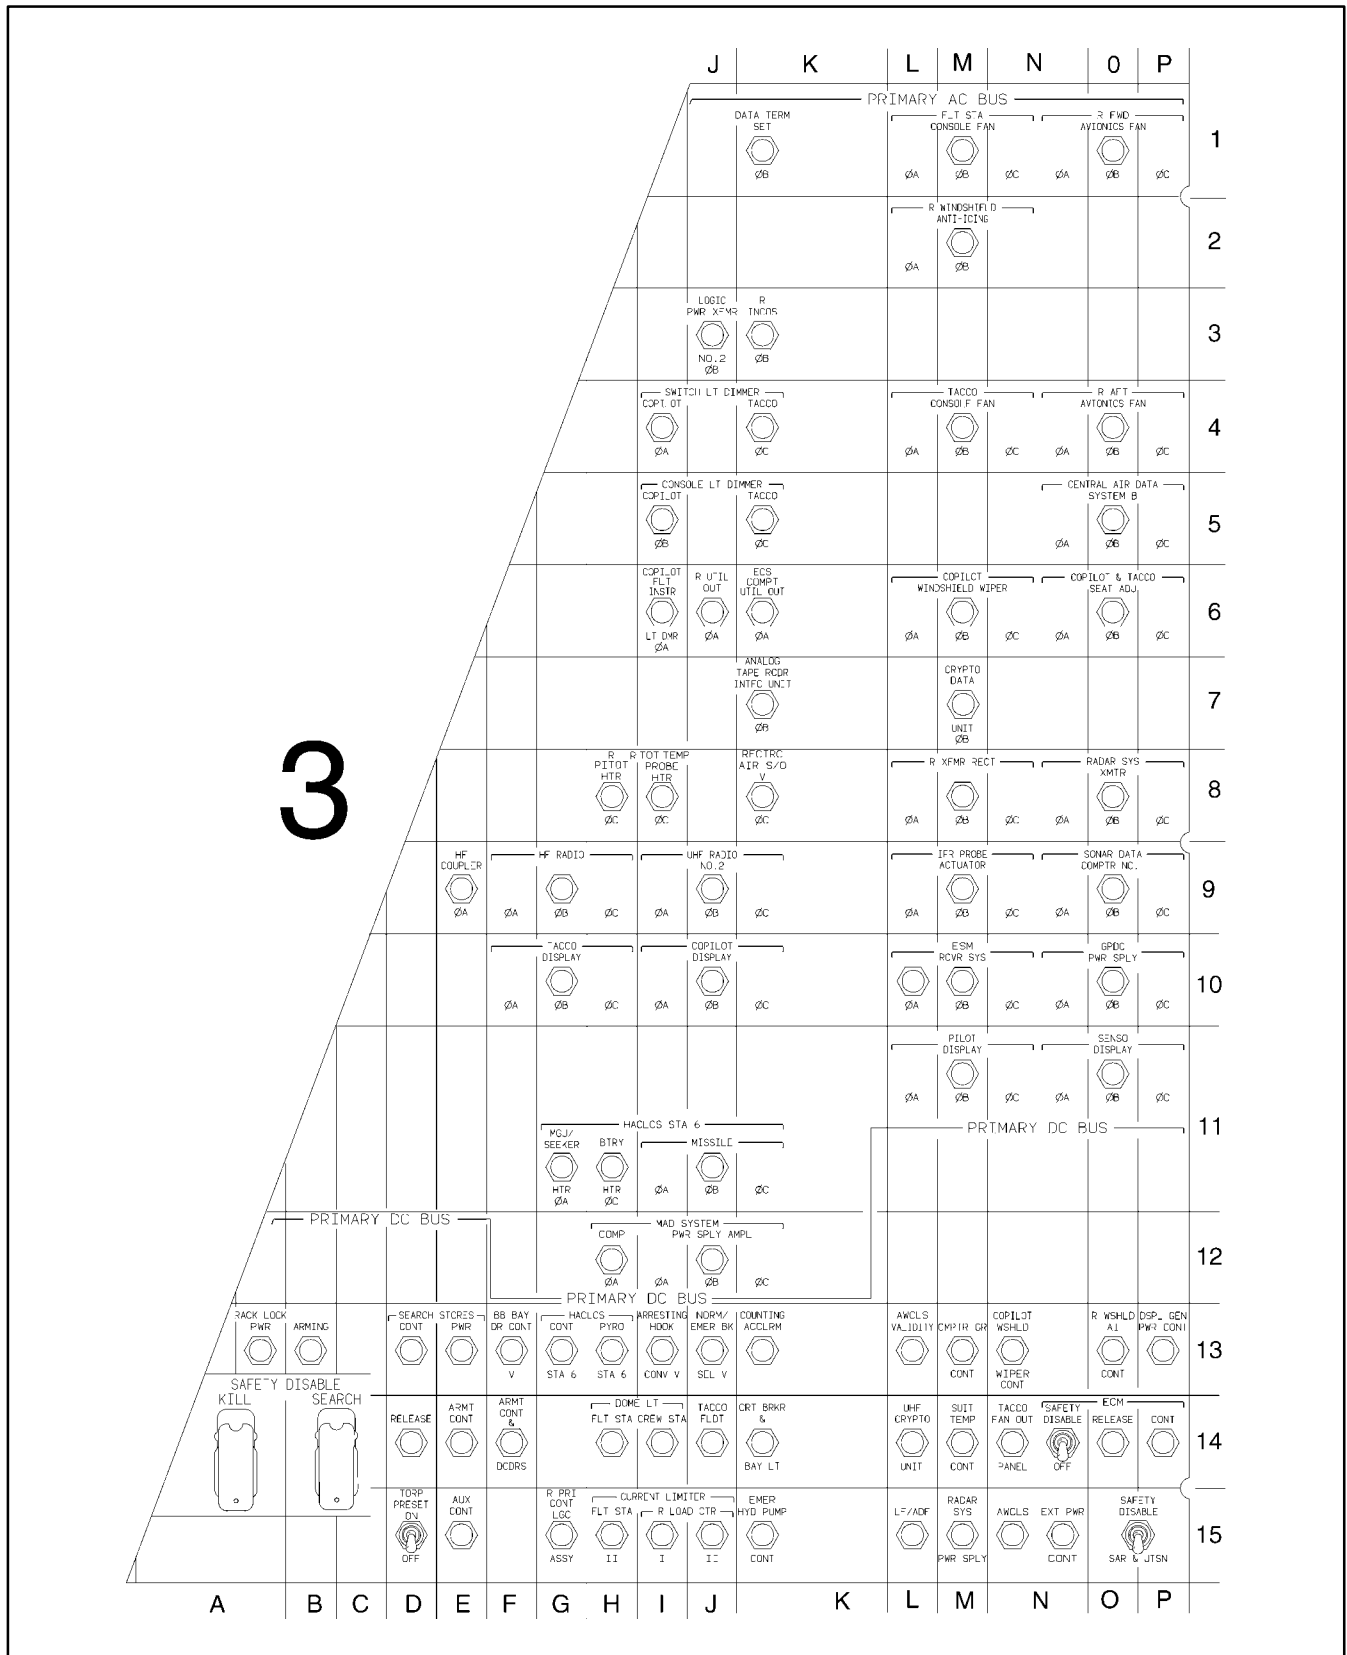 J K L M N O P
PRIMARY AC BUS
DATA TERM SET ØB
FLT STA CONSOLE FAN ØA ØB ØC
R FWD AVIONICS FAN ØA ØB ØC
1
R WINDSHIELD ANTI-ICING ØA ØB
2
LOGIC PWR XFMR NO.2 ØB
R INCOS ØB
3
SWITCH LT DIMMER
COPILOT ØA
TACCO ØC
TACCO CONSOLE FAN ØA ØB ØC
R AFT AVIONICS FAN ØA ØB ØC
4
CONSOLE LT DIMMER
COPILOT ØB
TACCO ØC
CENTRAL AIR DATA SYSTEM B ØA ØB ØC
5
COPILOT FLT INSTR LT DMR ØA
R UTIL OUT ØA
ECS COMPT UTIL OUT ØA
COPILOT WINDSHIELD WIPER ØA ØB ØC
COPILOT & TACCO SEAT ADJ ØA ØB ØC
6
ANALOG TAPE RCDR INTFC UNIT ØB
CRYPTO DATA UNIT ØB
7
3
R PITOT HTR ØC
R TOT TEMP PROBE HTR ØC
RECIRC AIR S/O V ØC
R XFMR RECT ØA ØB ØC
RADAR SYS XMTR ØA ØB ØC
8
HF COUPLER ØA
HF RADIO ØA ØB ØC
UHF RADIO NO.2 ØA ØB ØC
IFR PROBE ACTUATOR ØA ØB ØC
SONAR DATA COMPTR NC. ØA ØB ØC
9
TACCO DISPLAY ØA ØB ØC
COPILOT DISPLAY ØA ØB ØC
ESM RCVR SYS ØA ØB ØC
GPDC PWR SPLY ØA ØB ØC
10
PILOT DISPLAY ØA ØB ØC
SENSO DISPLAY ØA ØB ØC
HACLCS STA 6
MGJ/ SEEKER HTR ØA
BTRY HTR ØC
MISSILE ØA ØB ØC
PRIMARY DC BUS
11
PRIMARY DC BUS
MAD SYSTEM
COMP ØA
PWR SPLY AMPL ØA ØB ØC
12
PRIMARY DC BUS
RACK LOCK PWR
ARMING
SEARCH STORES
CONT
PWR
BB BAY DR CONT V
HACLCS
CONT STA 6
PYRO STA 6
ARRESTING HOOK CONV V
NORM/ EMER BK SEL V
COUNTING ACCLRM
AWCLS VALIDITY
CMPTR GR CONT
COPILOT WSHLD WIPER CONT
R WSHLD AI CONT
DSPL GEN PWR CONT
13
SAFETY DISABLE
KILL
SEARCH
RELEASE
ARMT CONT
ARMT CONT & DCDRS
DOME LT
FLT STA
CREW STA
TACCO FLDT
CRT BRKR & BAY LT
UHF CRYPTO UNIT
SUIT TEMP CONT
TACCO FAN OUT PANEL
ECM
SAFETY DISABLE OFF
RELEASE
CONT
14
TORP PRESET ON OFF
AUX CONT
R PRI CONT LGC ASSY
CURRENT LIMITER
FLT STA II
R LOAD CTR
I
II
EMER HYD PUMP CONT
LF/ADF
RADAR SYS PWR SPLY
AWCLS
EXT PWR CONT
SAFETY DISABLE SAR & JTSN
15
A B C D E F G H I J K L M N O P